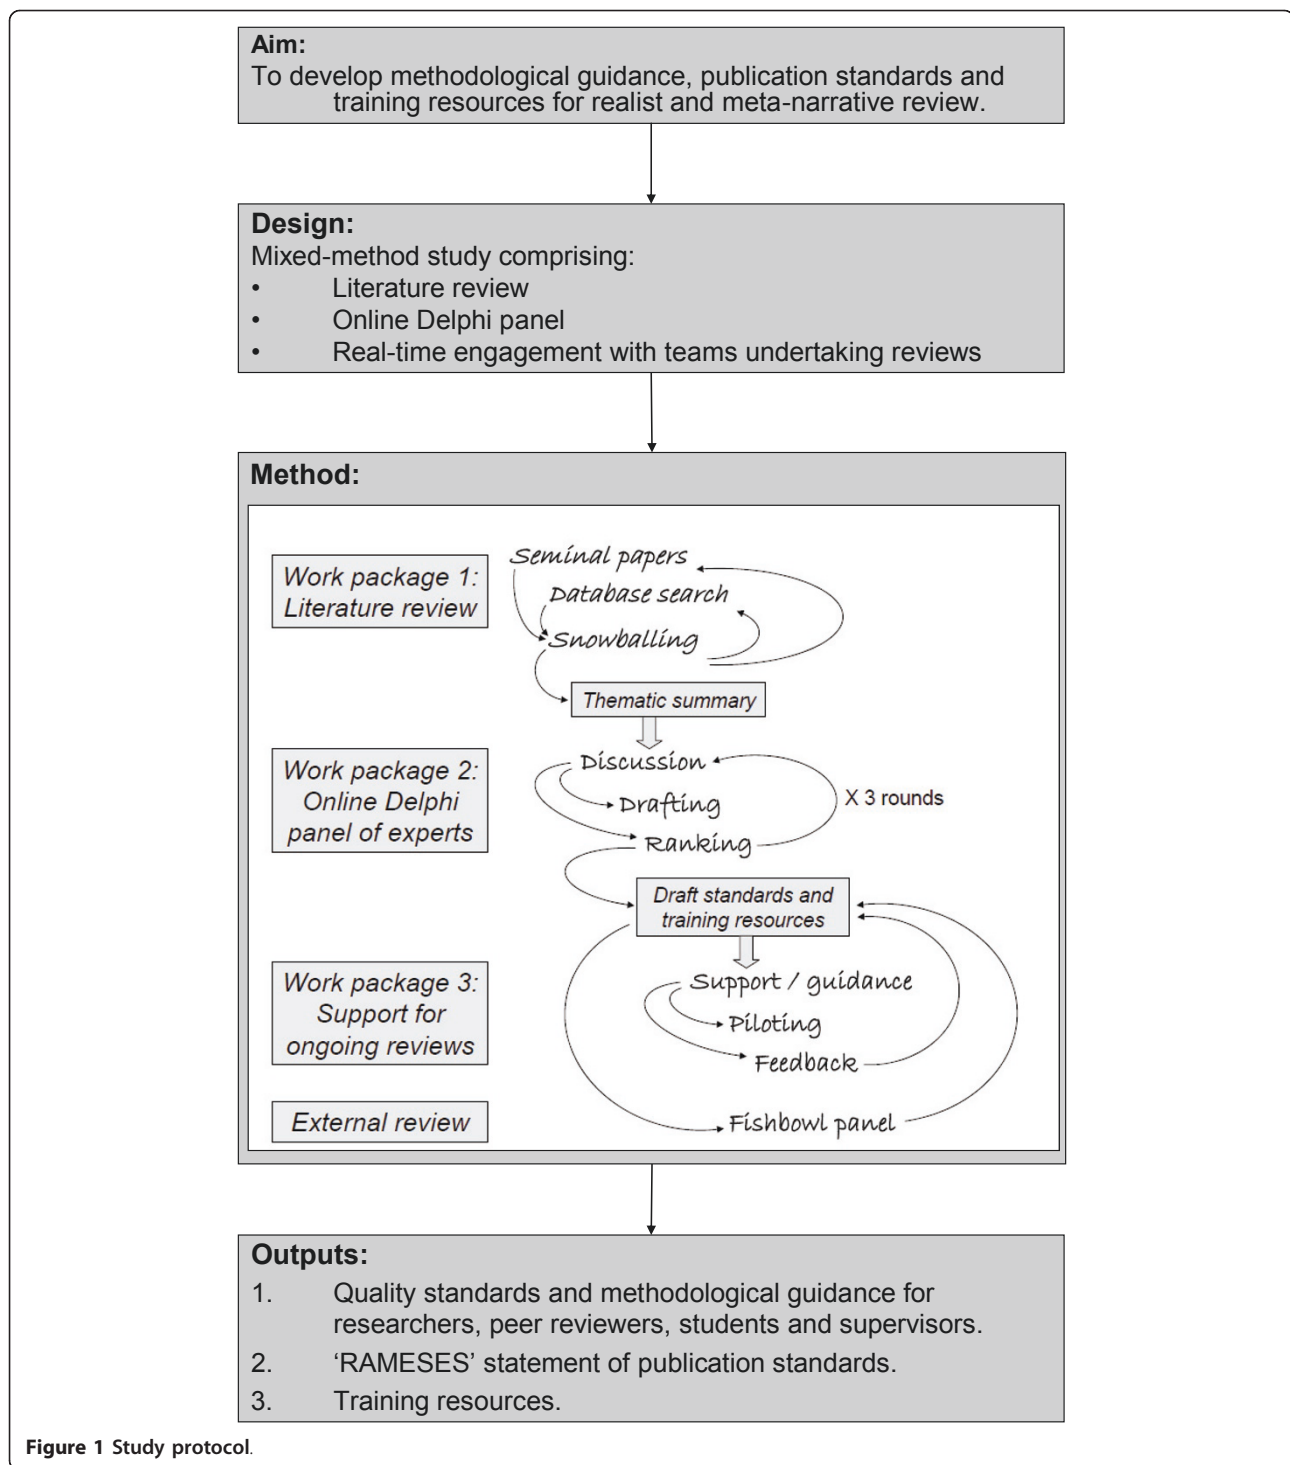 Aim:
To develop methodological guidance, publication standards and
training resources for realist and meta-narrative review.
Design:
Mixed-method study comprising:
• Literature review
• Online Delphi panel
• Real-time engagement with teams undertaking reviews
Method:
Work package 1:
Literature review
Seminal papers
Database search
Snowballing
Thematic summary
Work package 2:
Online Delphi
panel of experts
Discussion
Drafting
Ranking
X 3 rounds
Draft standards and
training resources
Work package 3:
Support for
ongoing reviews
Support / guidance
Piloting
Feedback
External review
Fishbowl panel
Outputs:
1. Quality standards and methodological guidance for
researchers, peer reviewers, students and supervisors.
2. ‘RAMESES’ statement of publication standards.
3. Training resources.
Figure 1 Study protocol.